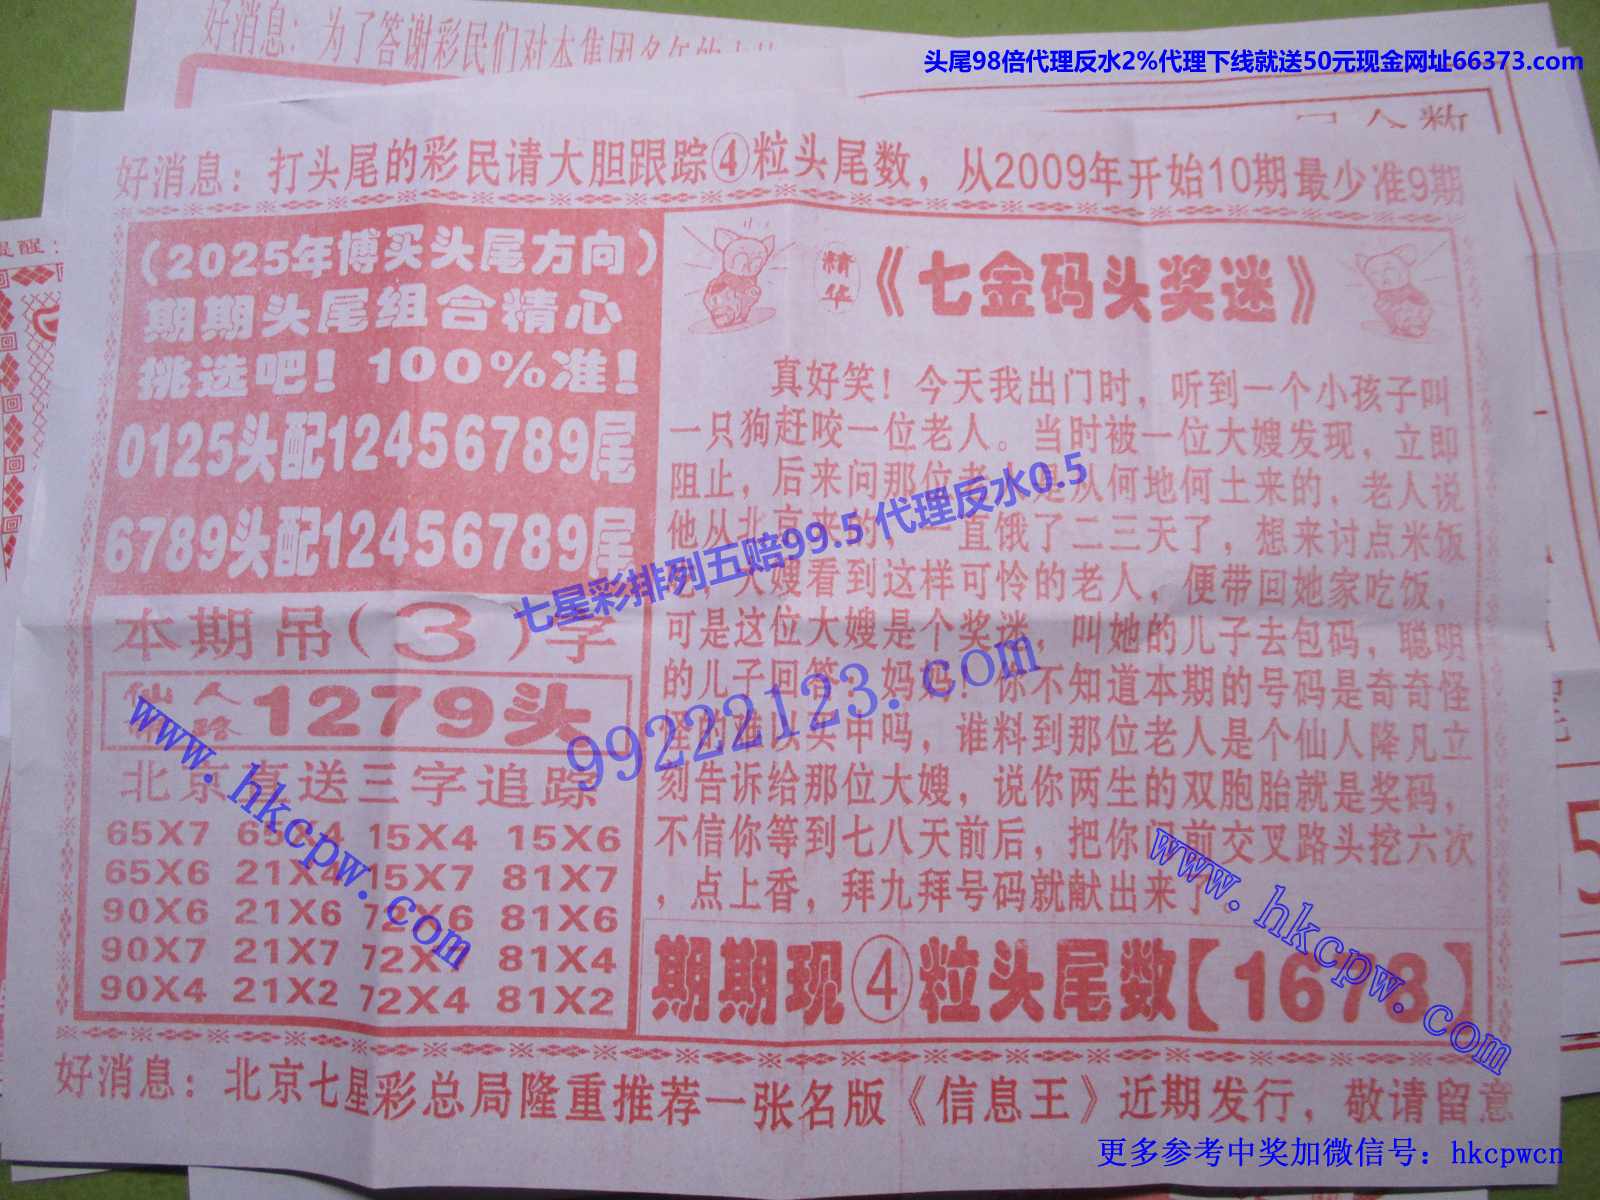 好消息：为了答谢彩民们对本集团多年的
头尾98倍代理反水2%代理下线就送50元现金网址66373.com
好消息：打头尾的彩民请大胆跟踪④粒头尾数，从2009年开始10期最少准9期
（2025年博买头尾方向）
期期头尾组合精心
挑选吧！100%准！
0125头配12456789尾
6789头配12456789尾
本期吊（3）字
仙人路 1279头
北京直送三字追踪
65X7 65X4 15X4 15X6
65X6 21X4 15X7 81X7
90X6 21X6 72X6 81X6
90X7 21X7 72X1 81X4
90X4 21X2 72X4 81X2
精华《七金码头奖迷》
真好笑！今天我出门时，听到一个小孩子叫
一只狗赶咬一位老人。当时被一位大嫂发现，立即
阻止，后来问那位老人是从何地何土来的，老人说
他从北京来的，一直饿了二三天了，想来讨点米饭
，大嫂看到这样可怜的老人，便带回她家吃饭，
可是这位大嫂是个奖迷，叫她的儿子去包码，聪明
的儿子回答，妈妈！你不知道本期的号码是奇奇怪
怪的难以买中吗，谁料到那位老人是个仙人降凡立
刻告诉给那位大嫂，说你两生的双胞胎就是奖码，
不信你等到七八天前后，把你门前交叉路头挖六次
，点上香，拜九拜号码就献出来了。
期期现④粒头尾数【1678】
好消息：北京七星彩总局隆重推荐一张名版《信息王》近期发行，敬请留意
七星彩排列五赔99.5 代理反水0.5
99222123.com
www.hkcpw.com
www.hkcpw.com
更多参考中奖加微信号：hkcpwcn